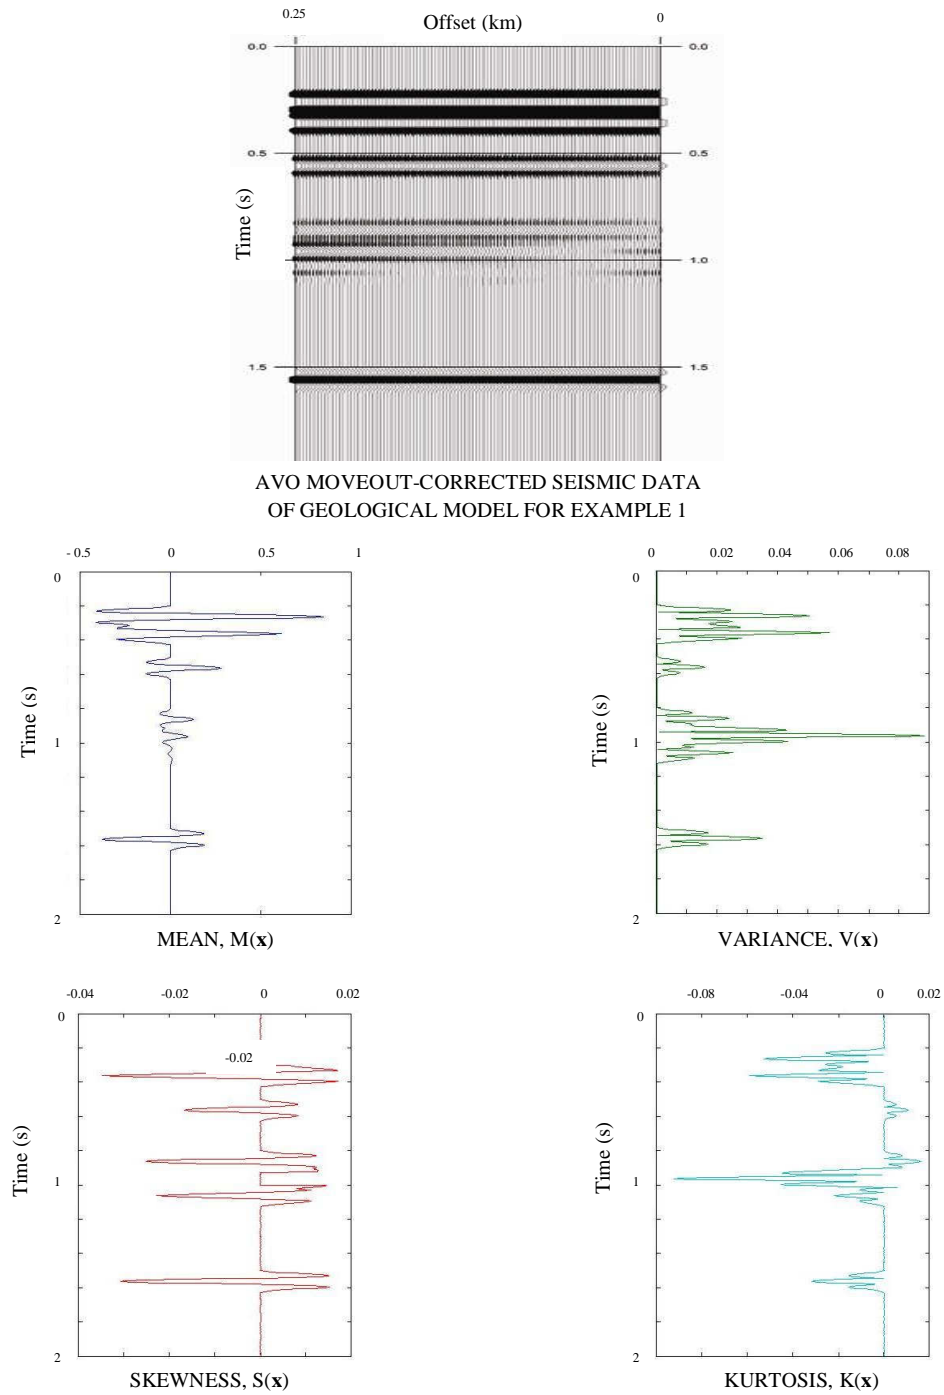 0.25 Offset (km) 0
0.0 0.0
0.5 0.5
Time (s)
1.0 1.0
1.5 1.5
AVO MOVEOUT-CORRECTED SEISMIC DATA
OF GEOLOGICAL MODEL FOR EXAMPLE 1
- 0.5 0 0.5 1
0
Time (s)
1
2
MEAN, M(x)
0 0.02 0.04 0.06 0.08
0
Time (s)
1
2
VARIANCE, V(x)
-0.04 -0.02 0 0.02
0
-0.02
Time (s)
1
2
SKEWNESS, S(x)
-0.08 -0.04 0 0.02
0
Time (s)
1
2
KURTOSIS, K(x)